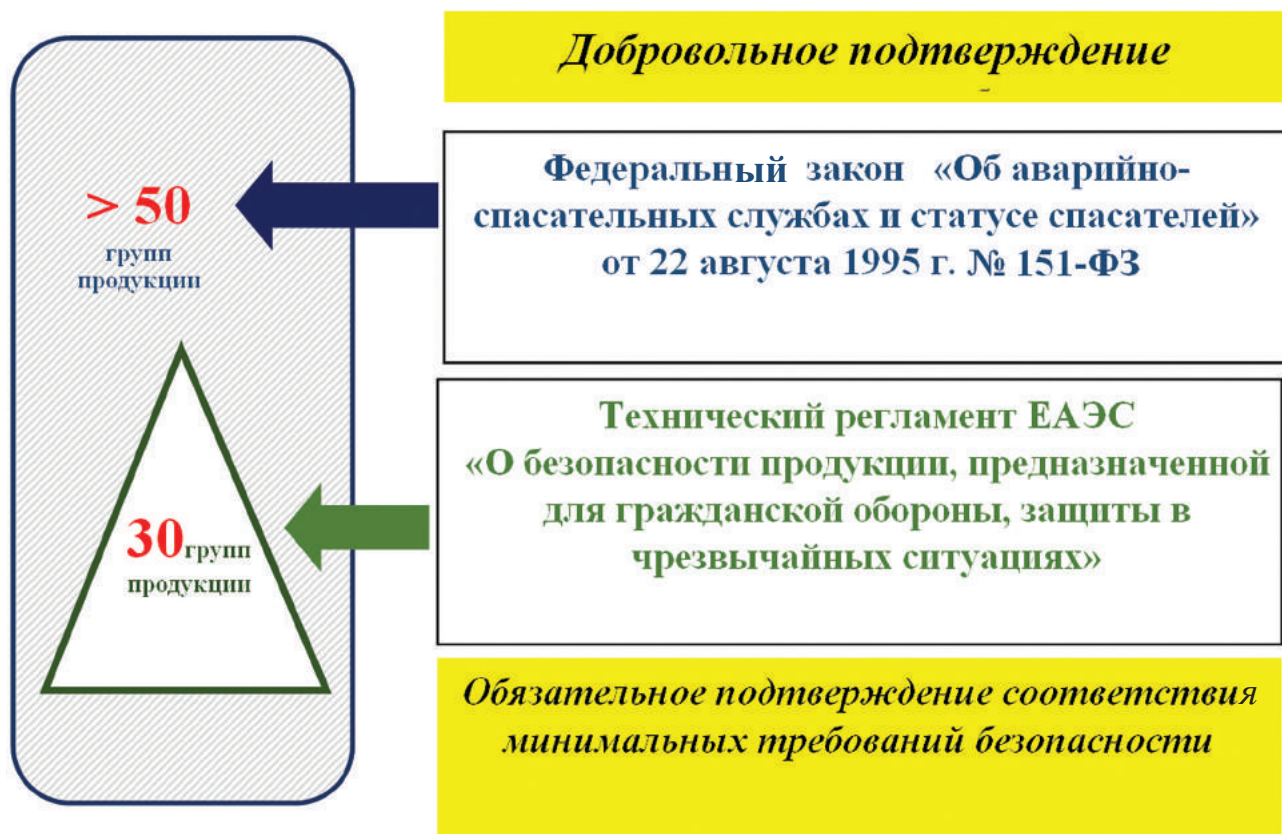 Добровольное подтверждение
> 50
групп
продукции
Федеральный закон «Об аварийно-
спасательных службах и статусе спасателей»
от 22 августа 1995 г. № 151-ФЗ
30групп
продукции
Технический регламент ЕАЭС
«О безопасности продукции, предназначенной
для гражданской обороны, защиты в
чрезвычайных ситуациях»
Обязательное подтверждение соответствия
минимальных требований безопасности